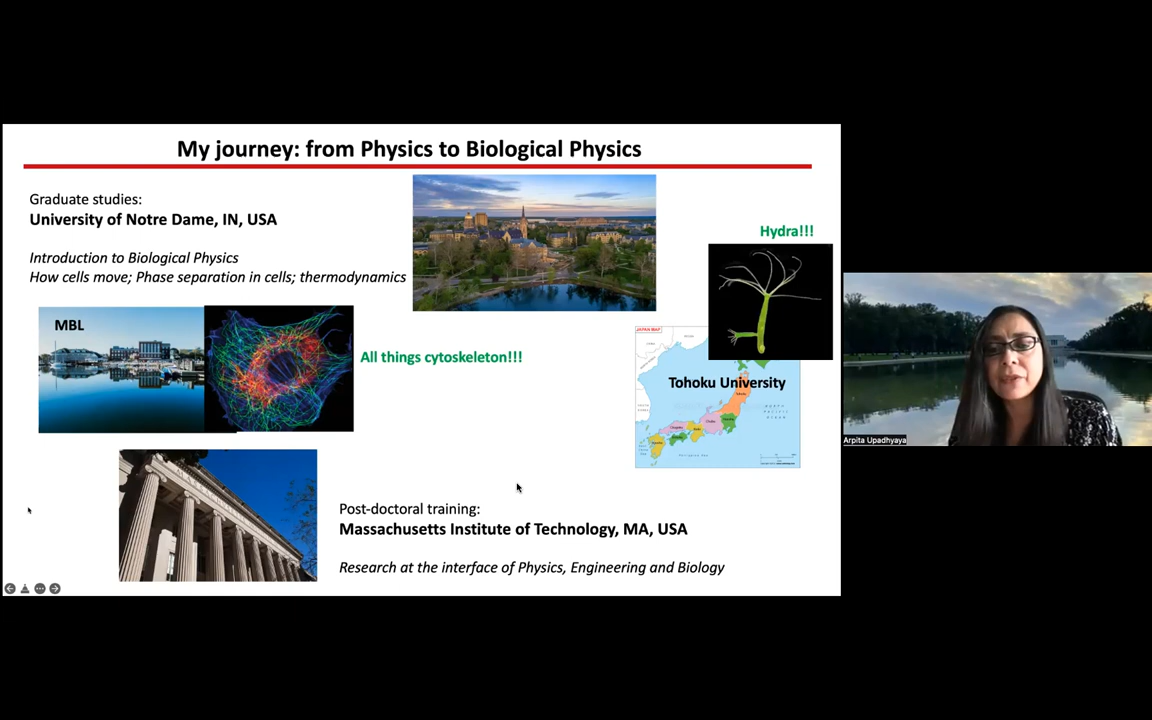 My journey: from Physics to Biological Physics
Graduate studies:
University of Notre Dame, IN, USA
Introduction to Biological Physics
How cells move; Phase separation in cells; thermodynamics
Hydra!!!
MBL
All things cytoskeleton!!!
JAPAN MAP
Tohoku University
Post-doctoral training:
Massachusetts Institute of Technology, MA, USA
Research at the interface of Physics, Engineering and Biology
Arpita Upadhyaya